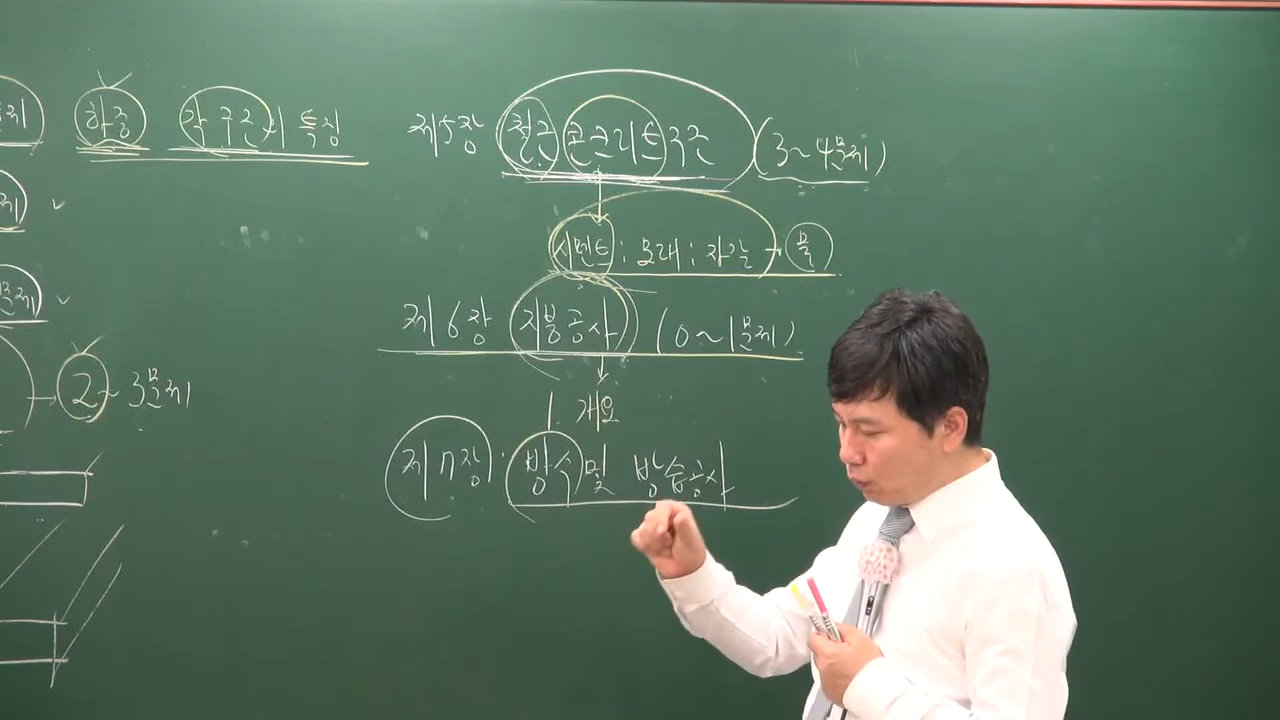 하중 각 구조의 특징
제5장 철근콘크리트구조 (3~4문제)
시멘트 : 모래 : 자갈 → 물
제6장 지붕공사 (0~1문제)
개요
2~3문제
제7장. 방수 및 방습공사